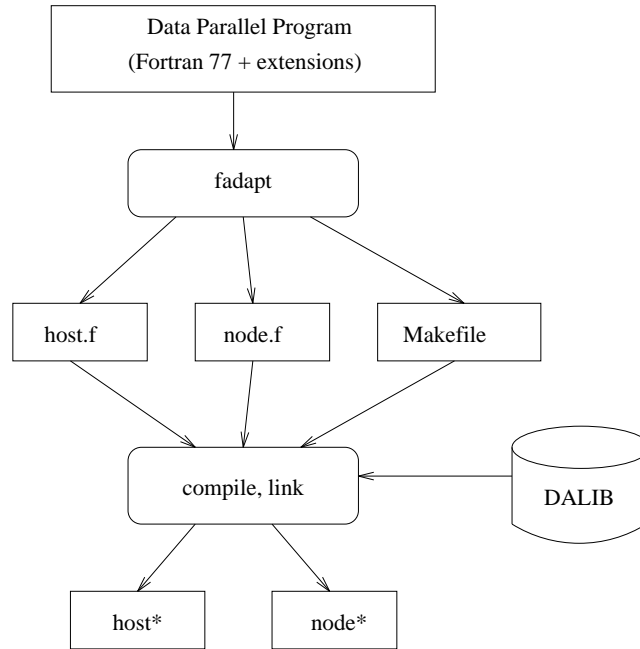 Data Parallel Program
(Fortran 77 + extensions)
fadapt
host.f
node.f
Makefile
compile, link
DALIB
host*
node*